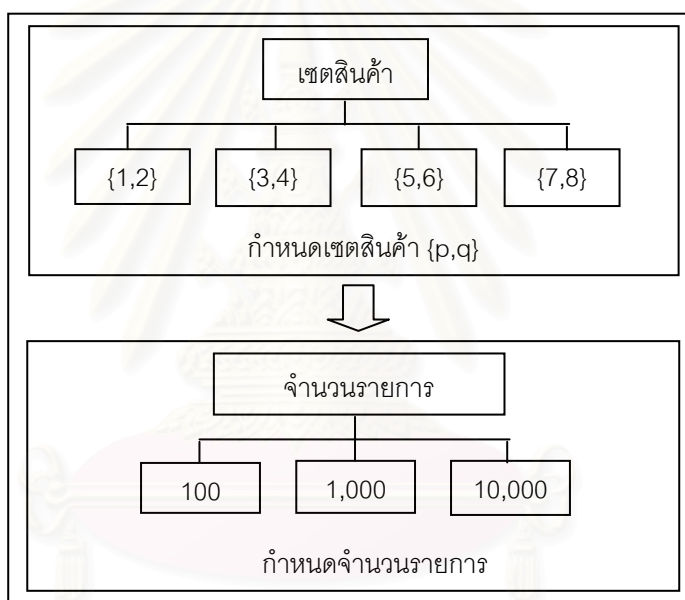 เซตสินค้า
{1,2} {3,4} {5,6} {7,8}
กำหนดเซตสินค้า {p,q}
จำนวนรายการ
100 1,000 10,000
กำหนดจำนวนรายการ